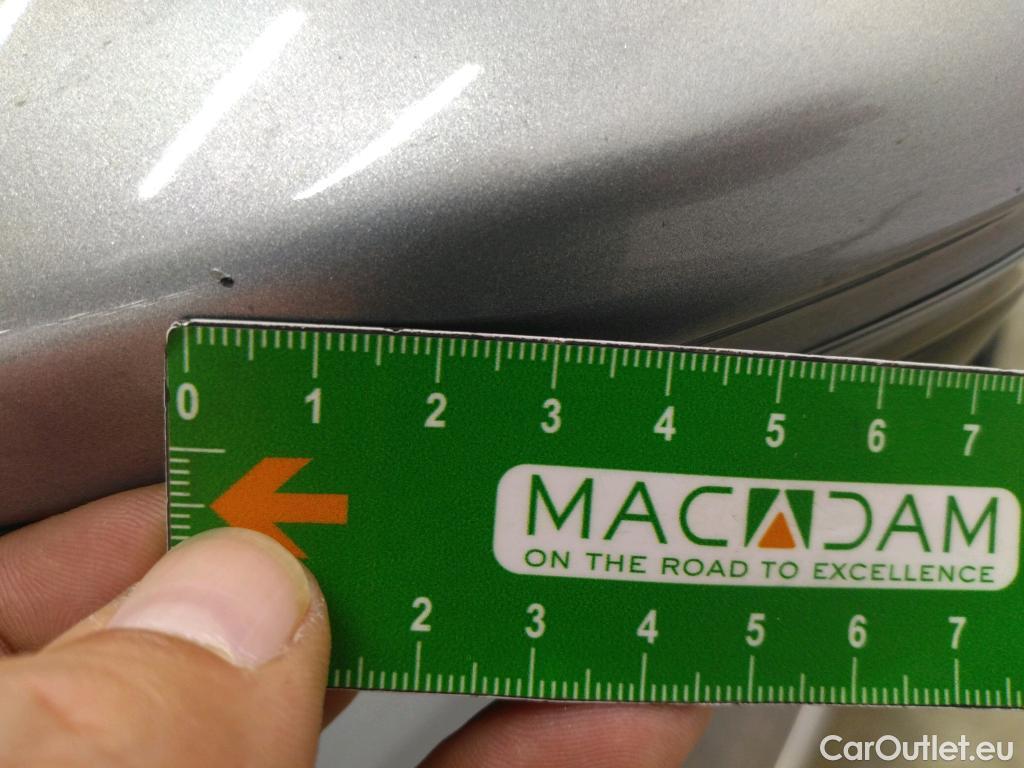 0 1 2 3 4 5 6 7
MACADAM
ON THE ROAD TO EXCELLENCE
2 3 4 5 6 7
CarOutlet.eu